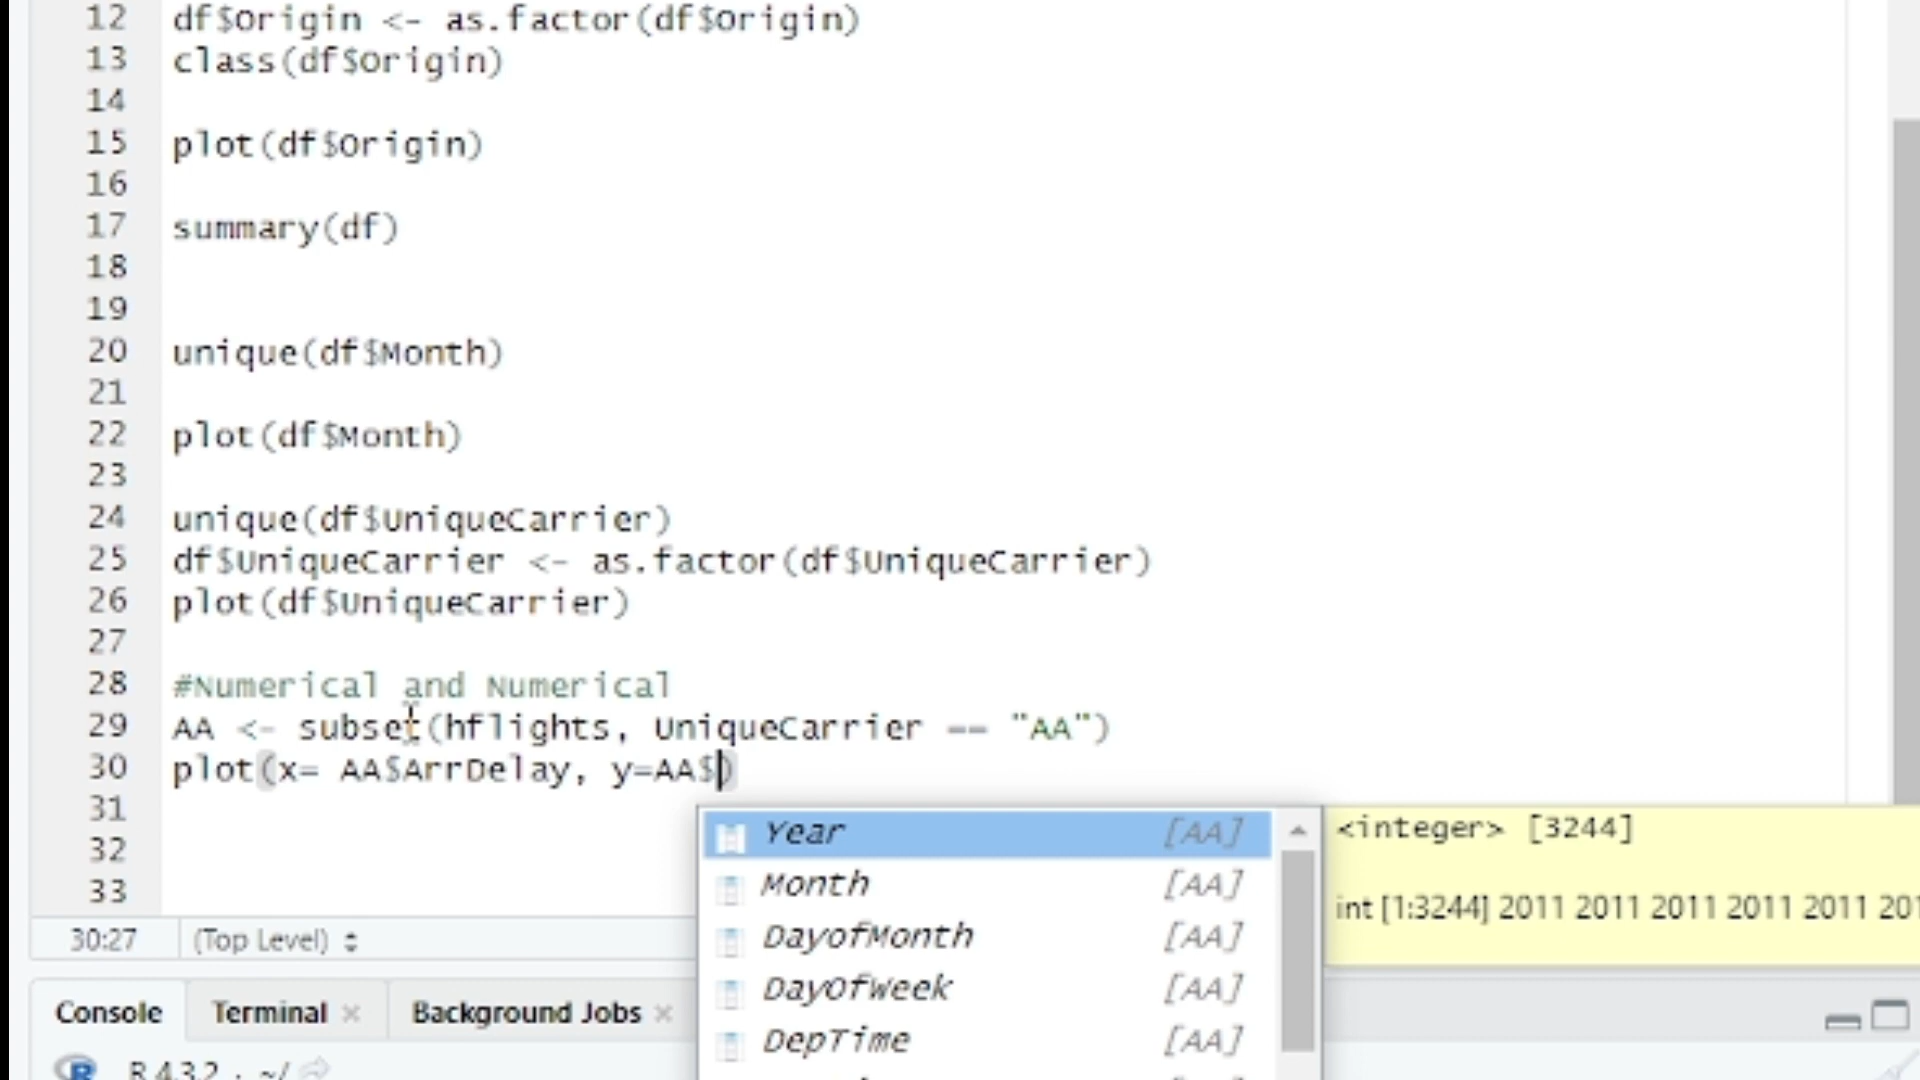 12 df$Origin <- as.factor(df$Origin)
13 class(df$Origin)
14
15 plot(df$Origin)
16
17 summary(df)
18
19
20 unique(df$Month)
21
22 plot(df$Month)
23
24 unique(df$UniqueCarrier)
25 df$UniqueCarrier <- as.factor(df$UniqueCarrier)
26 plot(df$UniqueCarrier)
27
28 #Numerical and Numerical
29 AA <- subset(hflights, UniqueCarrier == "AA")
30 plot(x= AA$ArrDelay, y=AA$)
31
32
33
Year [AA]
Month [AA]
DayofMonth [AA]
DayOfWeek [AA]
DepTime [AA]
<integer> [3244]
int [1:3244] 2011 2011 2011 2011 2011 201
30:27 (Top Level)
Console Terminal Background Jobs
R 4.3.2 · ~/